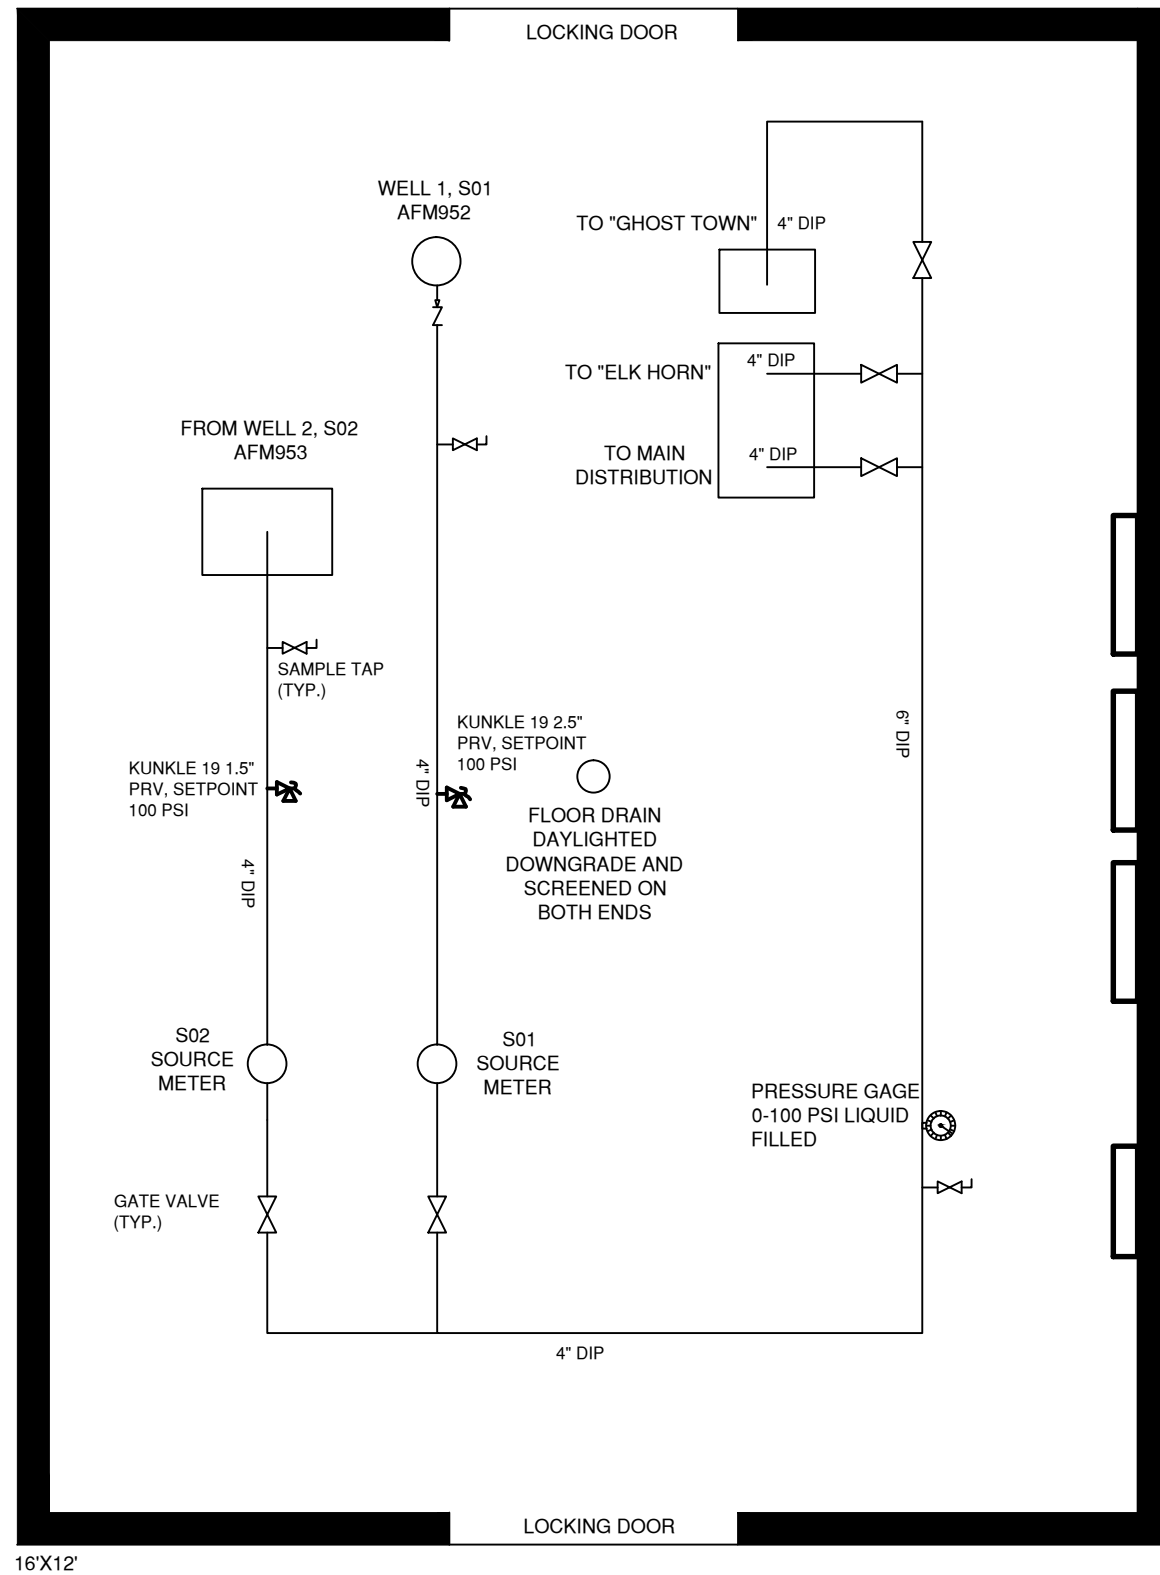 LOCKING DOOR
WELL 1, S01
AFM952
TO "GHOST TOWN"
4" DIP
TO "ELK HORN"
4" DIP
TO MAIN
DISTRIBUTION
4" DIP
FROM WELL 2, S02
AFM953
SAMPLE TAP
(TYP.)
KUNKLE 19 1.5"
PRV, SETPOINT
100 PSI
4" DIP
KUNKLE 19 2.5"
PRV, SETPOINT
100 PSI
4" DIP
FLOOR DRAIN
DAYLIGHTED
DOWNGRADE AND
SCREENED ON
BOTH ENDS
6" DIP
S02
SOURCE
METER
S01
SOURCE
METER
PRESSURE GAGE
0-100 PSI LIQUID
FILLED
GATE VALVE
(TYP.)
4" DIP
LOCKING DOOR
16'X12'